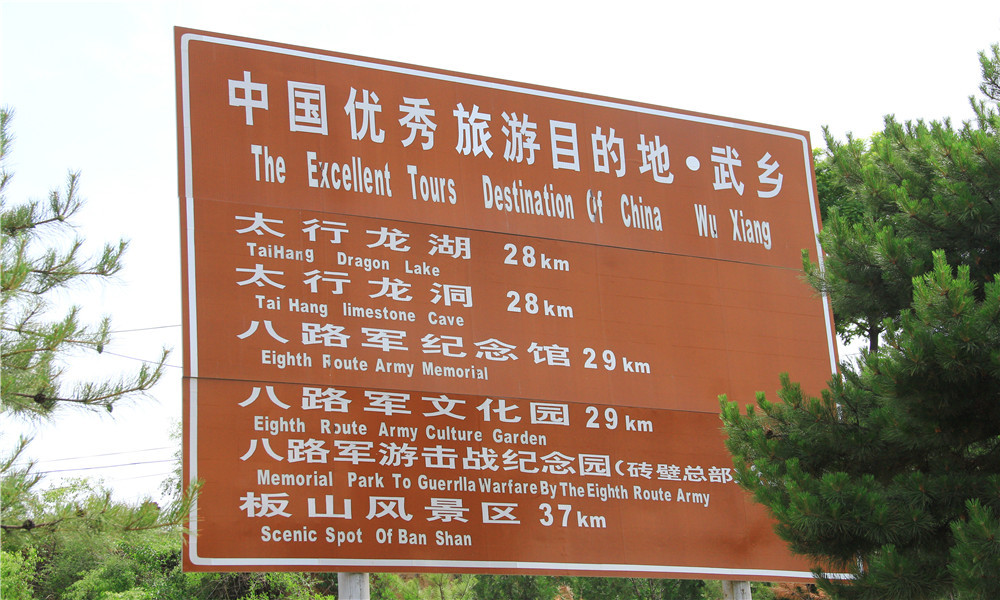 中国优秀旅游目的地·武乡
The Excellent Tours Destination Of China Wu Xiang
太行龙湖 28km
TaiHang Dragon Lake
太行龙洞 28km
Tai Hang limestone Cave
八路军纪念馆 29km
Eighth Route Army Memorial
八路军文化园 29km
Eighth Route Army Culture Garden
八路军游击战纪念园(砖壁总部
Memorial Park To Guerrlla Warfare By The Eighth Route Army
板山风景区 37km
Scenic Spot Of Ban Shan